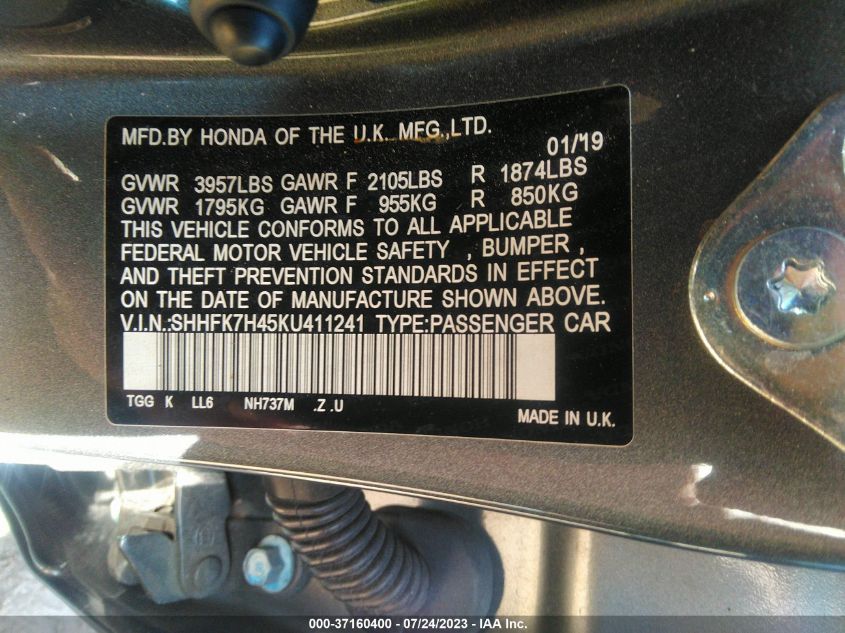 MFD.BY HONDA OF THE U.K. MFG.,LTD.
01/19
GVWR 3957LBS GAWR F 2105LBS R 1874LBS
GVWR 1795KG GAWR F 955KG R 850KG
THIS VEHICLE CONFORMS TO ALL APPLICABLE
FEDERAL MOTOR VEHICLE SAFETY , BUMPER ,
AND THEFT PREVENTION STANDARDS IN EFFECT
ON THE DATE OF MANUFACTURE SHOWN ABOVE.
V.I.N.:SHHFK7H45KU411241 TYPE:PASSENGER CAR
TGG K LL6 NH737M .Z .U
MADE IN U.K.
000-37160400 - 07/24/2023 - IAA Inc.